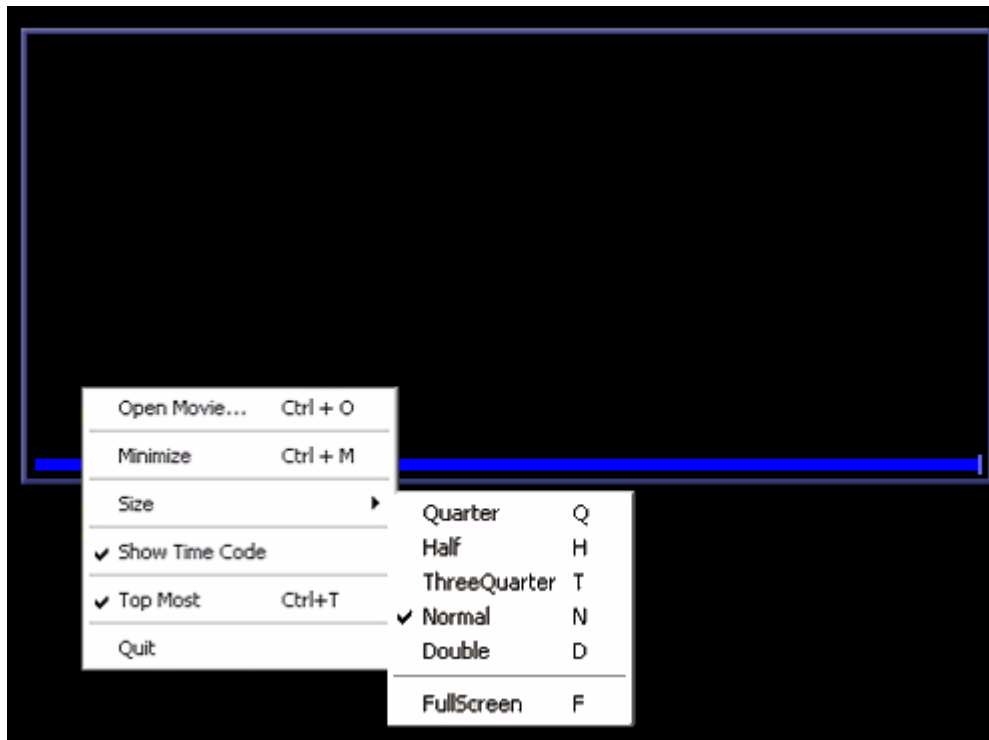 Open Movie... Ctrl + O
Minimize Ctrl + M
Size
Show Time Code
Top Most Ctrl+T
Quit
Quarter Q
Half H
ThreeQuarter T
Normal N
Double D
FullScreen F